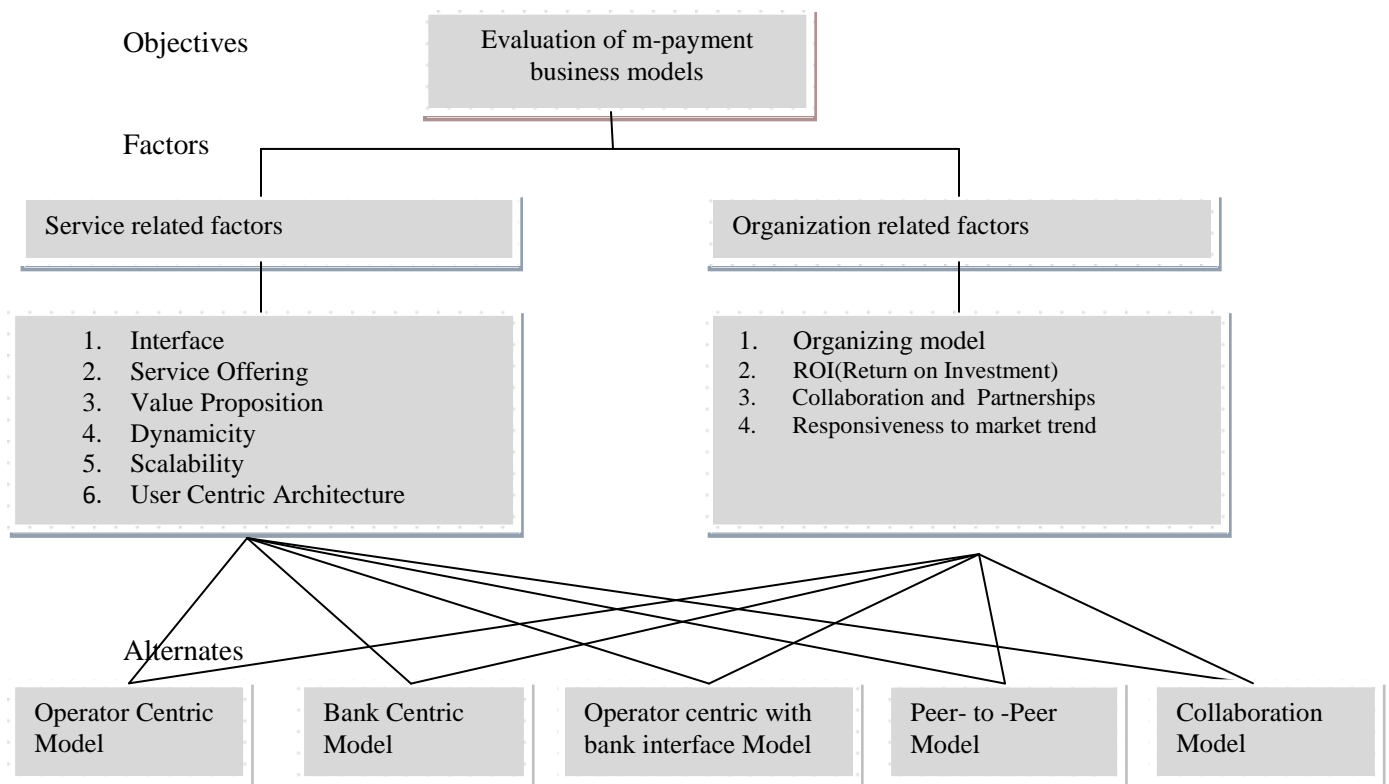 Objectives
Evaluation of m-payment
business models
Factors
Service related factors
Organization related factors
1. Interface
2. Service Offering
3. Value Proposition
4. Dynamicity
5. Scalability
6. User Centric Architecture
1. Organizing model
2. ROI(Return on Investment)
3. Collaboration and Partnerships
4. Responsiveness to market trend
Alternates
Operator Centric
Model
Bank Centric
Model
Operator centric with
bank interface Model
Peer- to -Peer
Model
Collaboration
Model